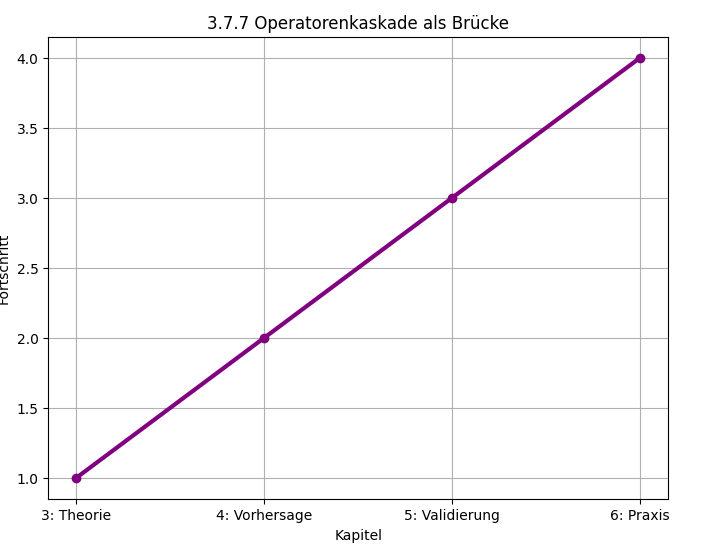 3.7.7 Operatorenkaskade als Brücke
4.0
3.5
3.0
2.5
2.0
1.5
1.0
Fortschritt
3: Theorie
4: Vorhersage
5: Validierung
6: Praxis
Kapitel